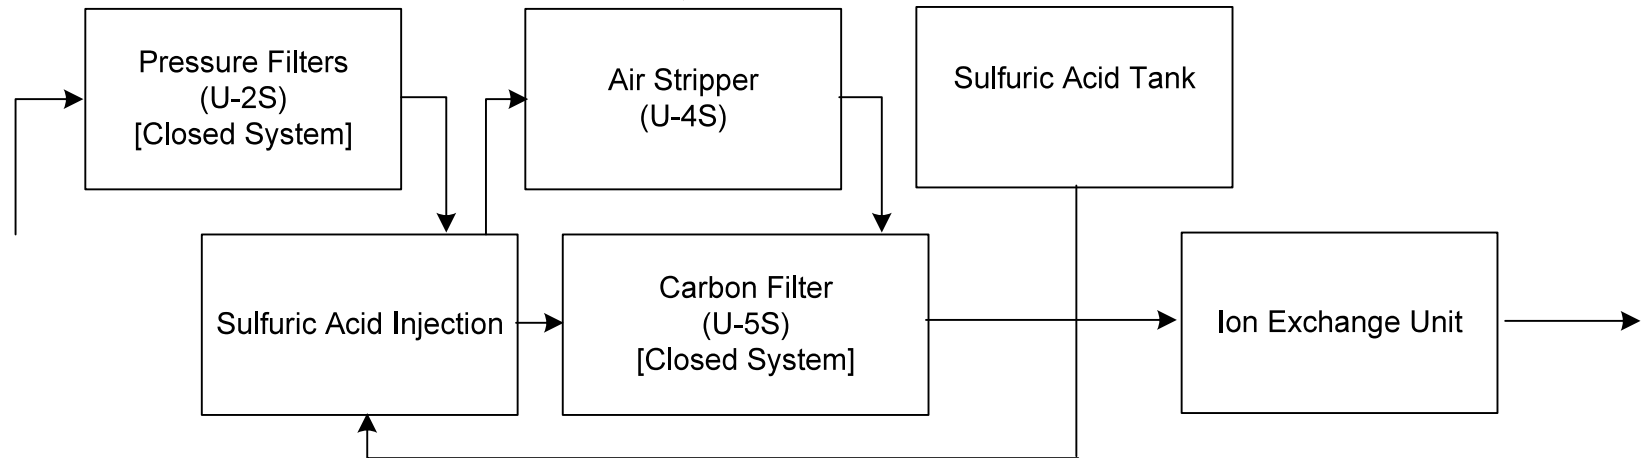 Pressure Filters
(U-2S)
[Closed System]
Air Stripper
(U-4S)
Sulfuric Acid Tank
Sulfuric Acid Injection
Carbon Filter
(U-5S)
[Closed System]
Ion Exchange Unit